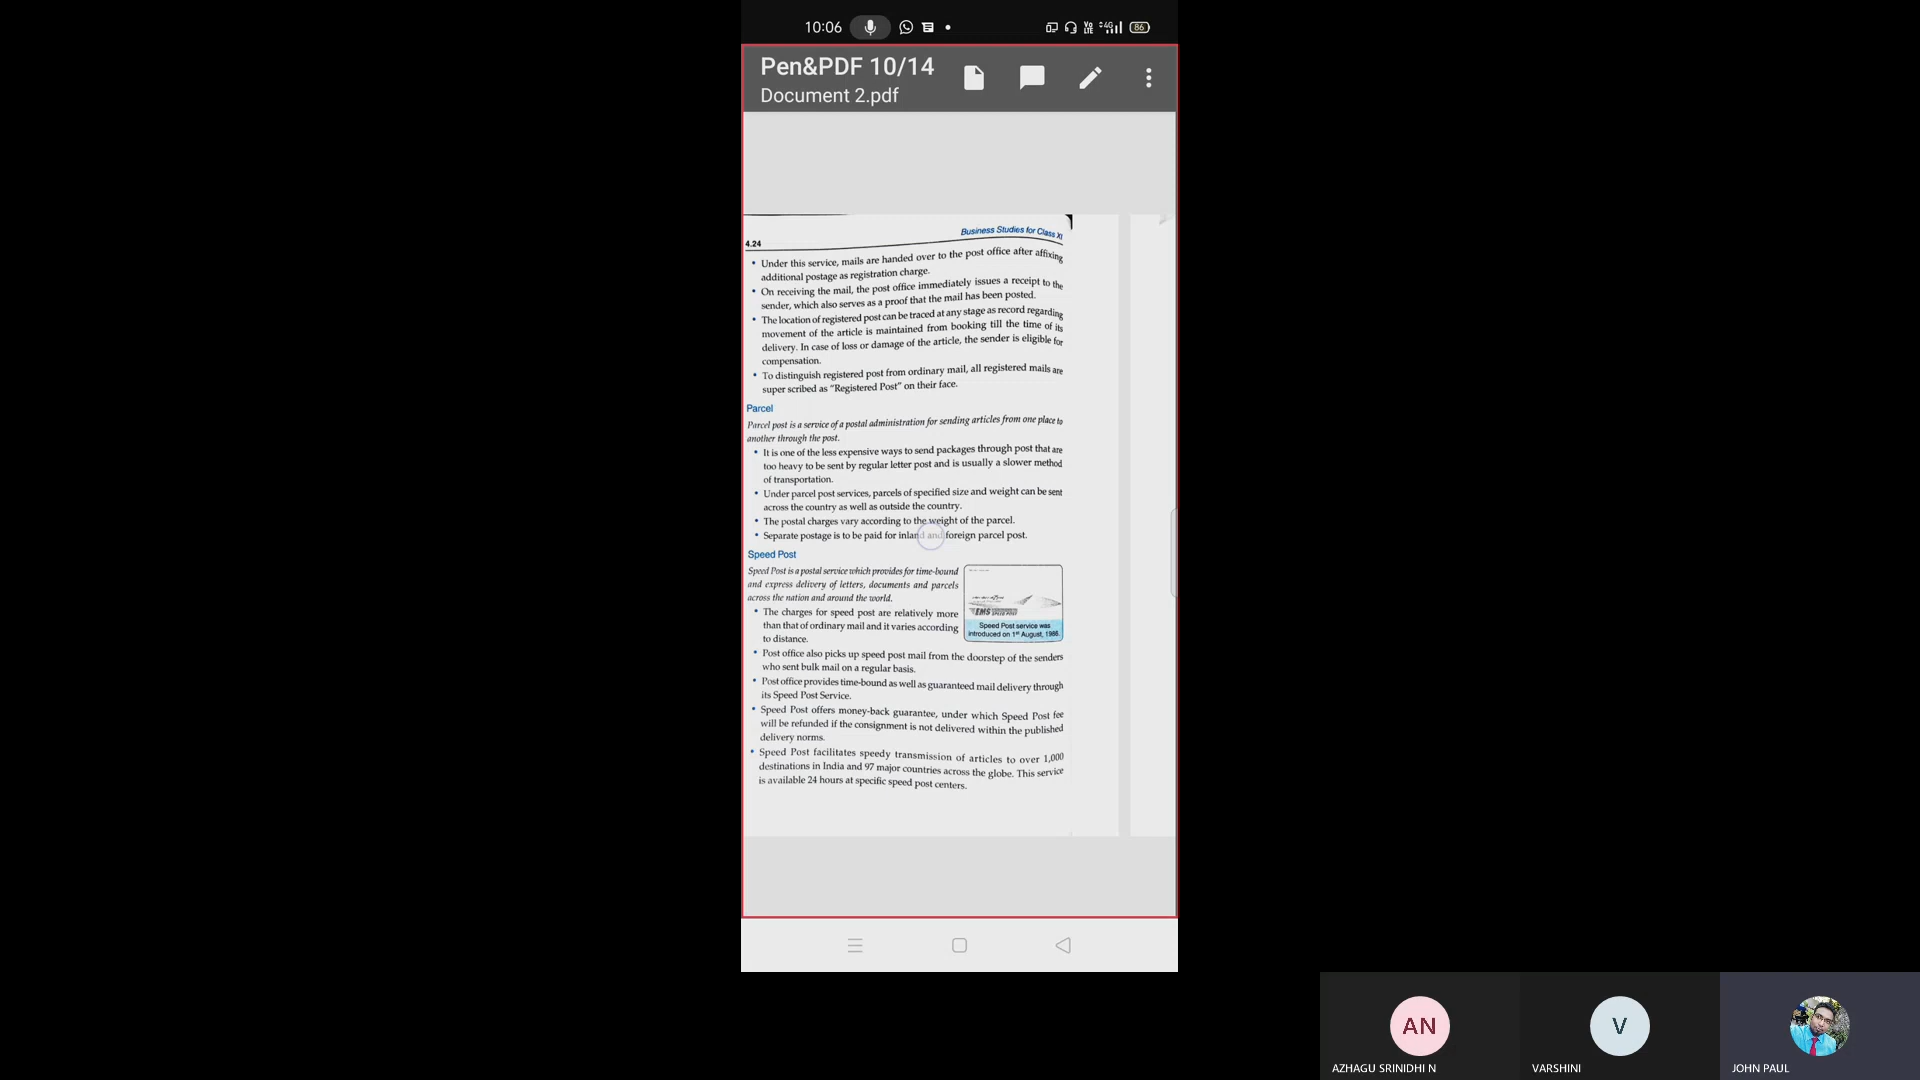 10:06
Vo LTE
4G
86
Pen&PDF 10/14
Document 2.pdf
Business Studies for Class XI
4.24
• Under this service, mails are handed over to the post office after affixing
additional postage as registration charge.
• On receiving the mail, the post office immediately issues a receipt to the
sender, which also serves as a proof that the mail has been posted.
• The location of registered post can be traced at any stage as record regarding
movement of the article is maintained from booking till the time of its
delivery. In case of loss or damage of the article, the sender is eligible for
compensation.
• To distinguish registered post from ordinary mail, all registered mails are
super scribed as “Registered Post” on their face.
Parcel
Parcel post is a service of a postal administration for sending articles from one place to
another through the post.
• It is one of the less expensive ways to send packages through post that are
too heavy to be sent by regular letter post and is usually a slower method
of transportation.
• Under parcel post services, parcels of specified size and weight can be sent
across the country as well as outside the country.
• The postal charges vary according to the weight of the parcel.
• Separate postage is to be paid for inland and foreign parcel post.
Speed Post
Speed Post is a postal service which provides for time-bound
and express delivery of letters, documents and parcels
across the nation and around the world.
• The charges for speed post are relatively more
than that of ordinary mail and it varies according
to distance.
EMS SPEED POST
Speed Post service was
introduced on 1st August, 1986.
• Post office also picks up speed post mail from the doorstep of the senders
who sent bulk mail on a regular basis.
• Post office provides time-bound as well as guaranteed mail delivery through
its Speed Post Service.
• Speed Post offers money-back guarantee, under which Speed Post fee
will be refunded if the consignment is not delivered within the published
delivery norms.
• Speed Post facilitates speedy transmission of articles to over 1,000
destinations in India and 97 major countries across the globe. This service
is available 24 hours at specific speed post centers.
AN
V
AZHAGU SRINIDHI N
VARSHINI
JOHN PAUL